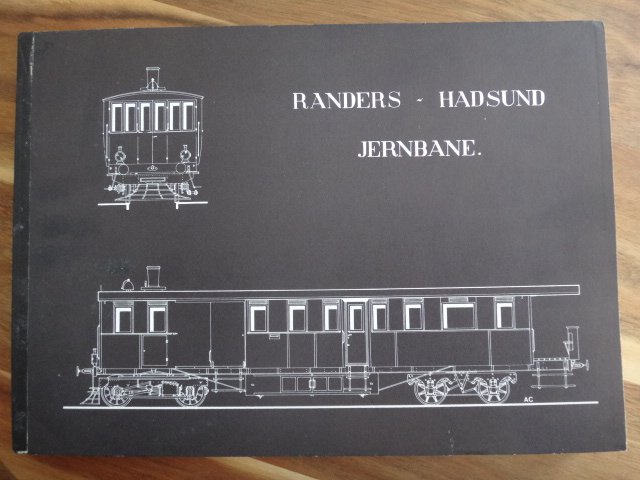 RANDERS - HADSUND
JERNBANE.
AC